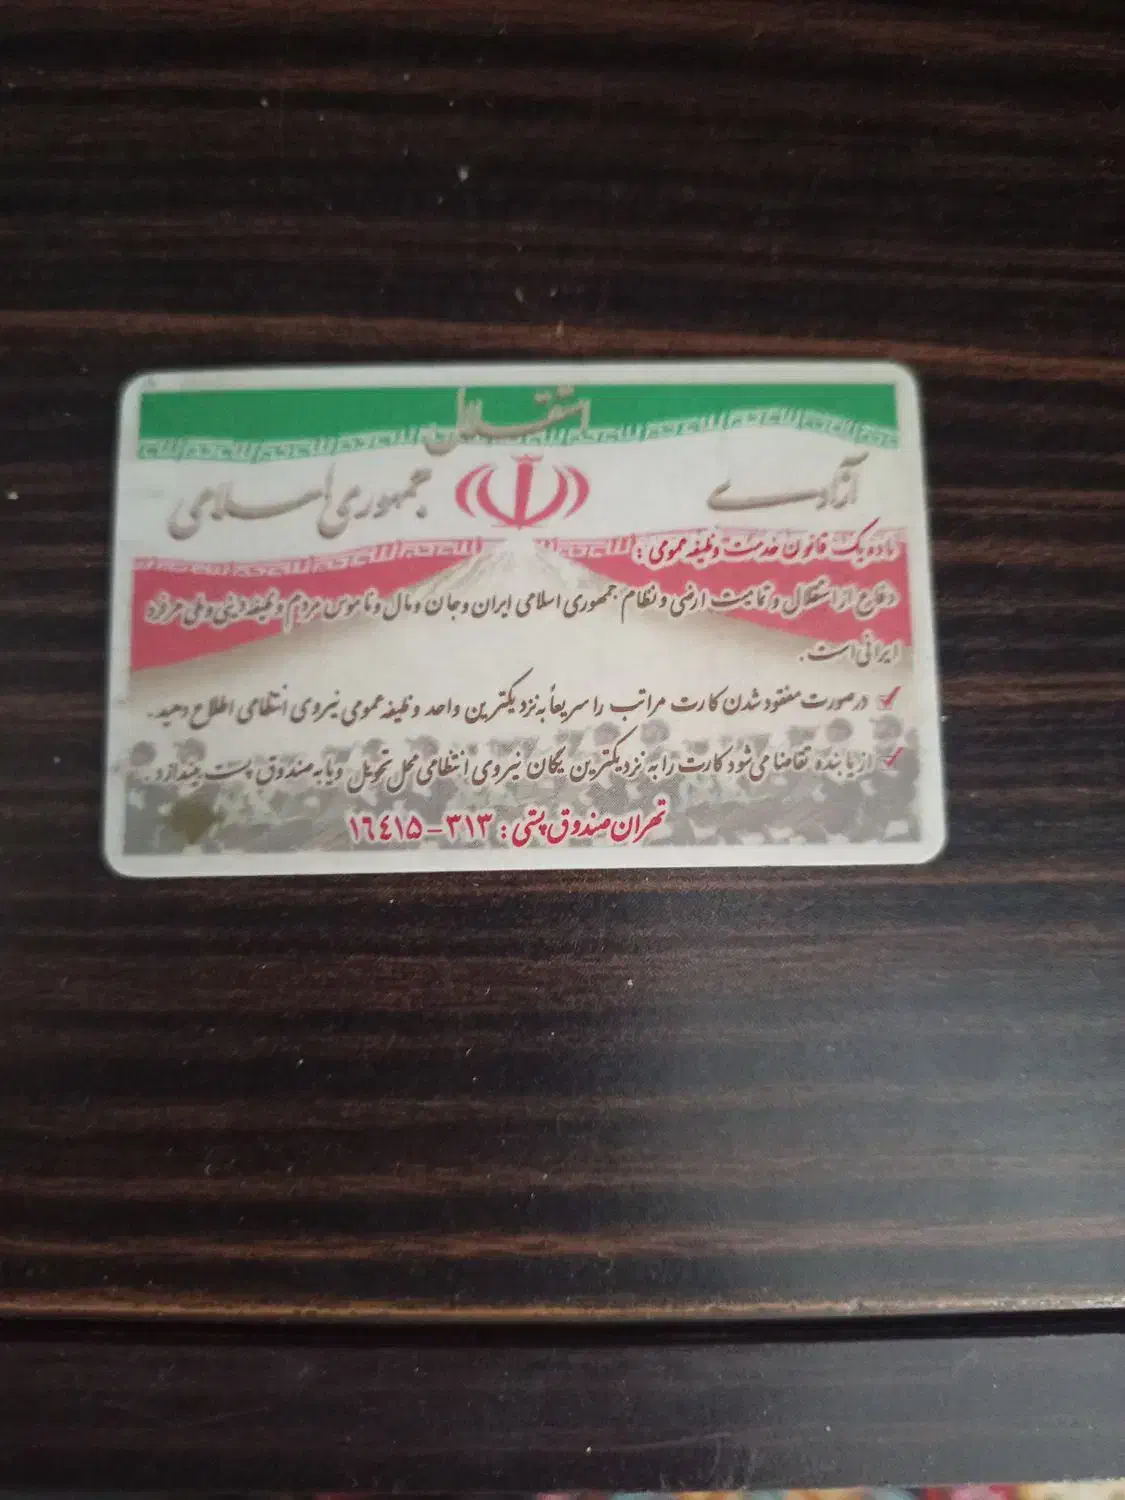 استقلال
آزادی
جمهوری اسلامی
ماده یک قانون خدمت وظیفه عمومی :
دفاع از استقلال و تمامیت ارضی و نظام جمهوری اسلامی ایران و جان و مال و ناموس مردم وظیفه دینی و ملی هر فرد
ایرانی است .
✓ در صورت مفقود شدن کارت مراتب را سریعاً به نزدیکترین واحد وظیفه عمومی نیروی انتظامی اطلاع دهید .
✓ از یابنده تقاضا می شود کارت را به نزدیکترین یگان نیروی انتظامی محل تحویل و یا به صندوق پست بیندازد .
تهران صندوق پستی : ۳۱۳-۱٦٤۱۵